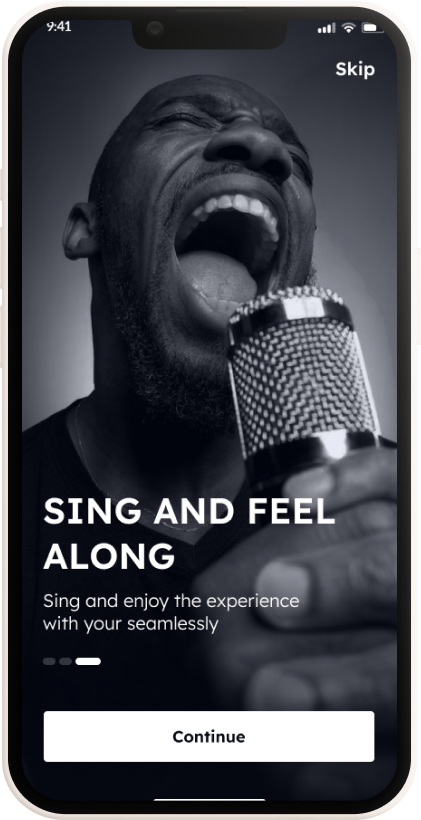 9:41
Skip
SING AND FEEL
ALONG
Sing and enjoy the experience
with your seamlessly
Continue